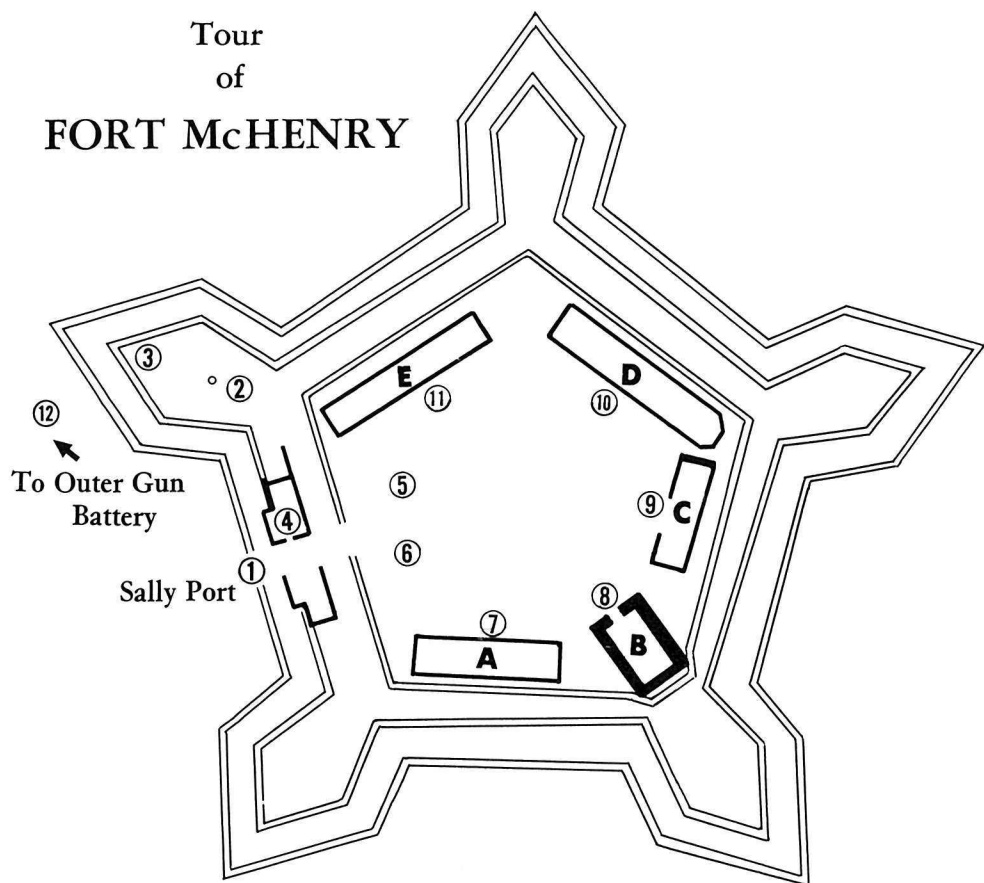 Tour
of
FORT McHENRY
3
2
12
To Outer Gun
Battery
4
1
Sally Port
E
11
D
10
5
9
C
6
8
7
A
B